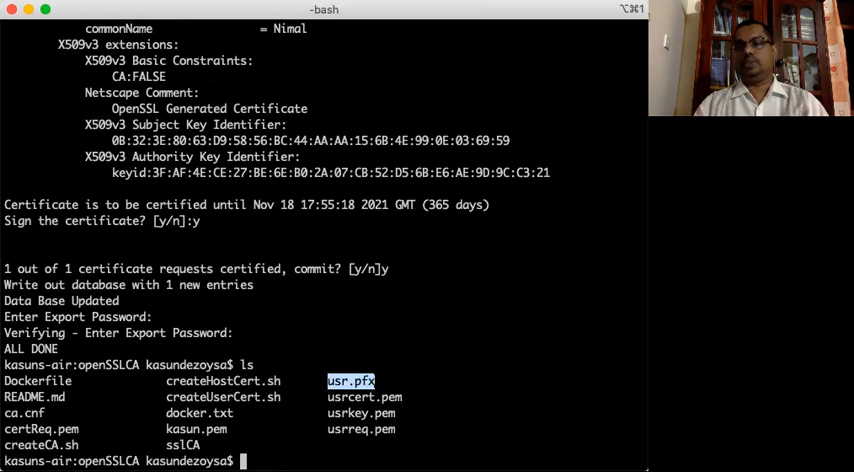 -bash
⌥⌘1
commonName = Nimal
X509v3 extensions:
X509v3 Basic Constraints:
CA:FALSE
Netscape Comment:
OpenSSL Generated Certificate
X509v3 Subject Key Identifier:
0B:32:3E:80:63:D9:58:56:BC:44:AA:AA:15:6B:4E:99:0E:03:69:59
X509v3 Authority Key Identifier:
keyid:3F:AF:4E:CE:27:BE:6E:B0:2A:07:CB:52:D5:6B:E6:AE:9D:9C:C3:21
Certificate is to be certified until Nov 18 17:55:18 2021 GMT (365 days)
Sign the certificate? [y/n]:y
1 out of 1 certificate requests certified, commit? [y/n]y
Write out database with 1 new entries
Data Base Updated
Enter Export Password:
Verifying - Enter Export Password:
ALL DONE
kasuns-air:openSSLCA kasundezoysa$ ls
Dockerfile createHostCert.sh usr.pfx
README.md createUserCert.sh usrcert.pem
ca.cnf docker.txt usrkey.pem
certReq.pem kasun.pem usrreq.pem
createCA.sh sslCA
kasuns-air:openSSLCA kasundezoysa$